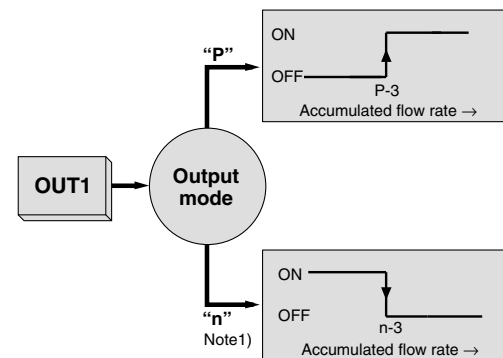 “P”
ON
OFF
P-3
Accumulated flow rate →
OUT1
Output
mode
“n”
Note1)
ON
OFF
n-3
Accumulated flow rate →